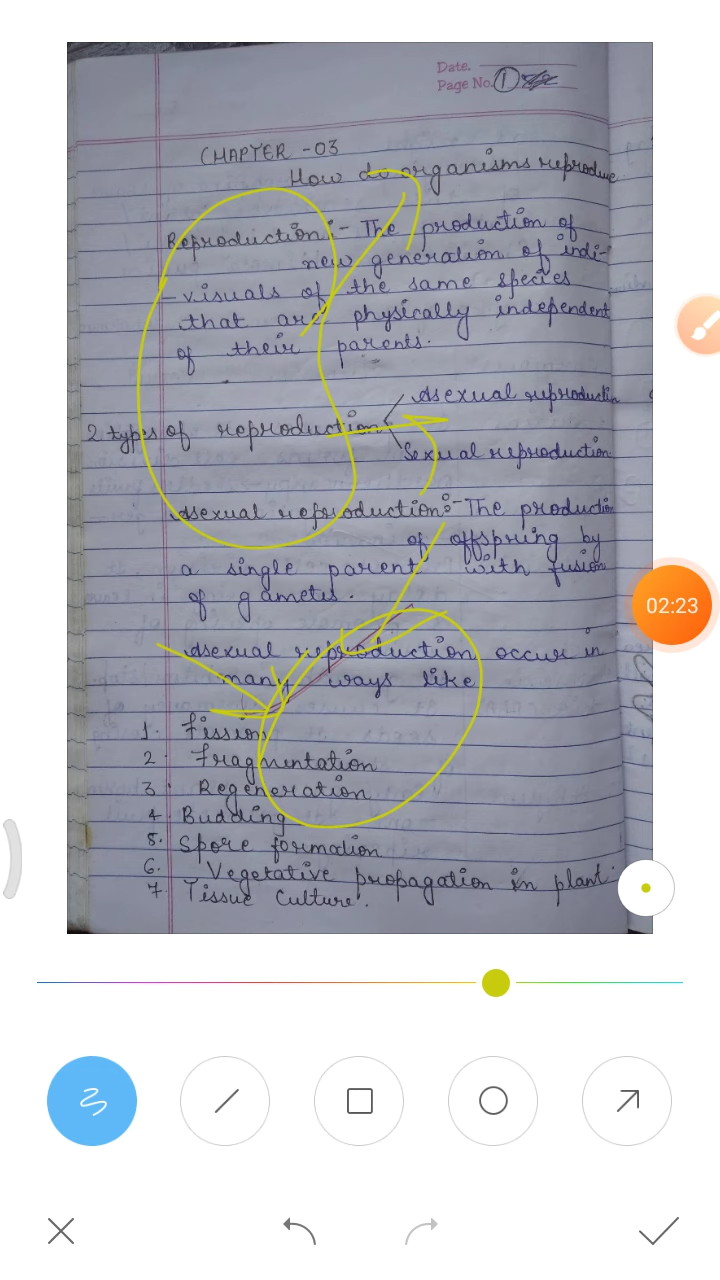 Date.
Page No. 1
CHAPTER -03
How do organisms reproduce
Reproduction:- The production of
new generation of indi-
- visuals of the same species
that are physically independent
of their parents.
Asexual reproduction
2 types of reproduction
Sexual reproduction
Asexual reproduction:- The production
of offspring by
a single parent with fusion
of gametes.
Asexual reproduction occur in
many ways like
1. Fission
2. Fragmentation
3. Regeneration
4. Budding
5. Spore formation
6. Vegetative propagation in plant.
7. Tissue Culture.
02:23